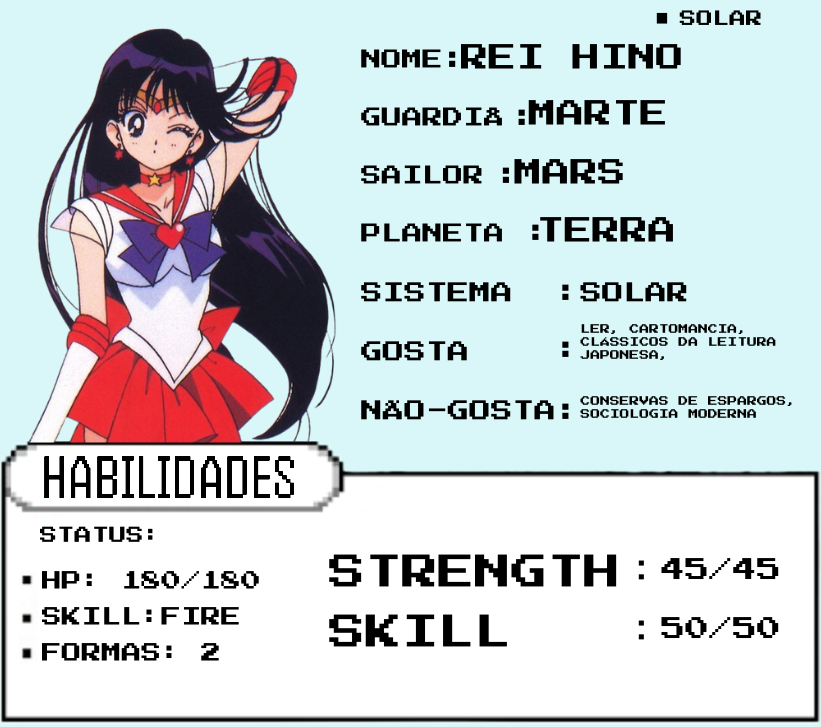 ▪ SOLAR
NOME:REI HINO
GUARDIã :MARTE
SAILOR :MARS
PLANETA :TERRA
SISTEMA :SOLAR
GOSTA : LER, CARTOMANCIA,
CLáSSICOS DA LEITURA
JAPONESA,
NãO-GOSTA: CONSERVAS DE ESPARGOS,
SOCIOLOGIA MODERNA
HABILIDADES
STATUS:
▪ HP: 180/180
▪ SKILL:FIRE
▪ FORMAS: 2
STRENGTH : 45/45
SKILL : 50/50